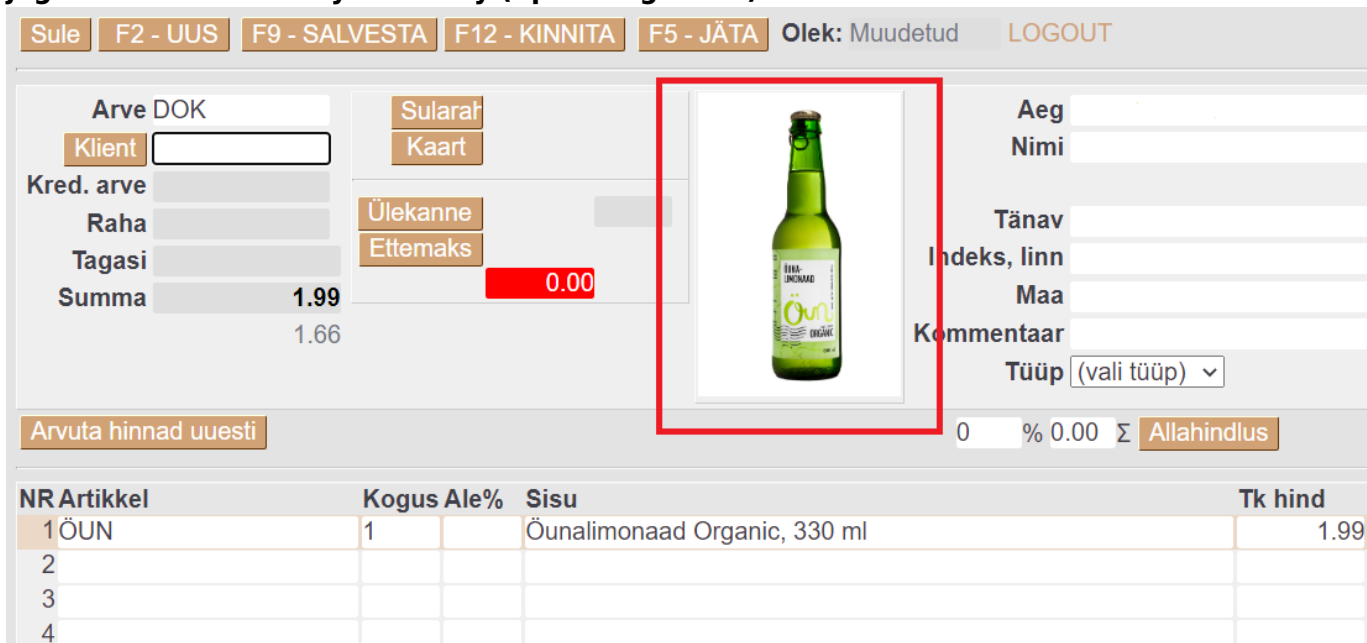 Sule F2 - UUS F9 - SALVESTA F12 - KINNITA F5 - JÄTA Olek: Muudetud LOGOUT
Arve DOK Sularah Aeg
Klient Kaart Nimi
Kred. arve
Raha Ülekanne Tänav
Tagasi Ettemaks Indeks, linn
Summa 1.99 0.00 Maa
1.66 Kommentaar
Tüüp (vali tüüp)
ÕUNA-
LIMONAAD
Öun
ORGANIC
Arvuta hinnad uuesti 0 % 0.00 Σ Allahindlus
NR Artikkel Kogus Ale% Sisu Tk hind
1 ÕUN 1 Õunalimonaad Organic, 330 ml 1.99
2
3
4